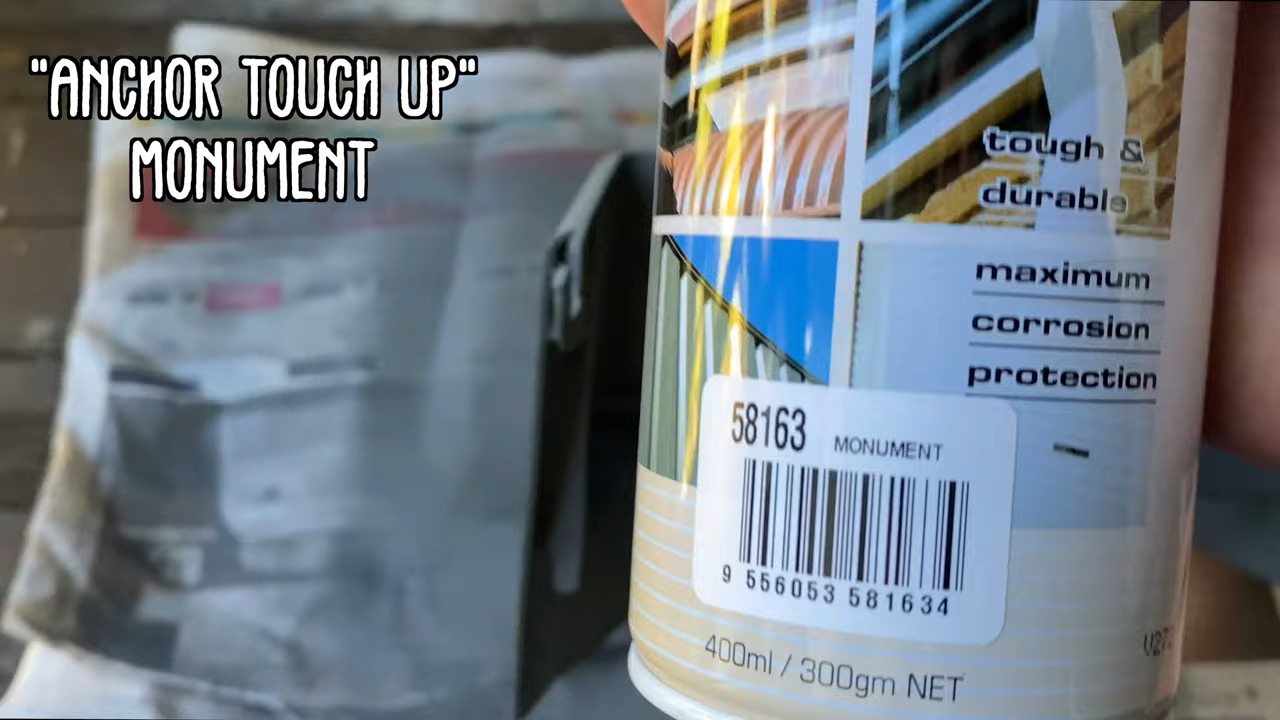 "ANCHOR TOUCH UP"
MONUMENT
tough &
durable
maximum
corrosion
protection
58163 MONUMENT
9 556053 581634
400ml / 300gm NET